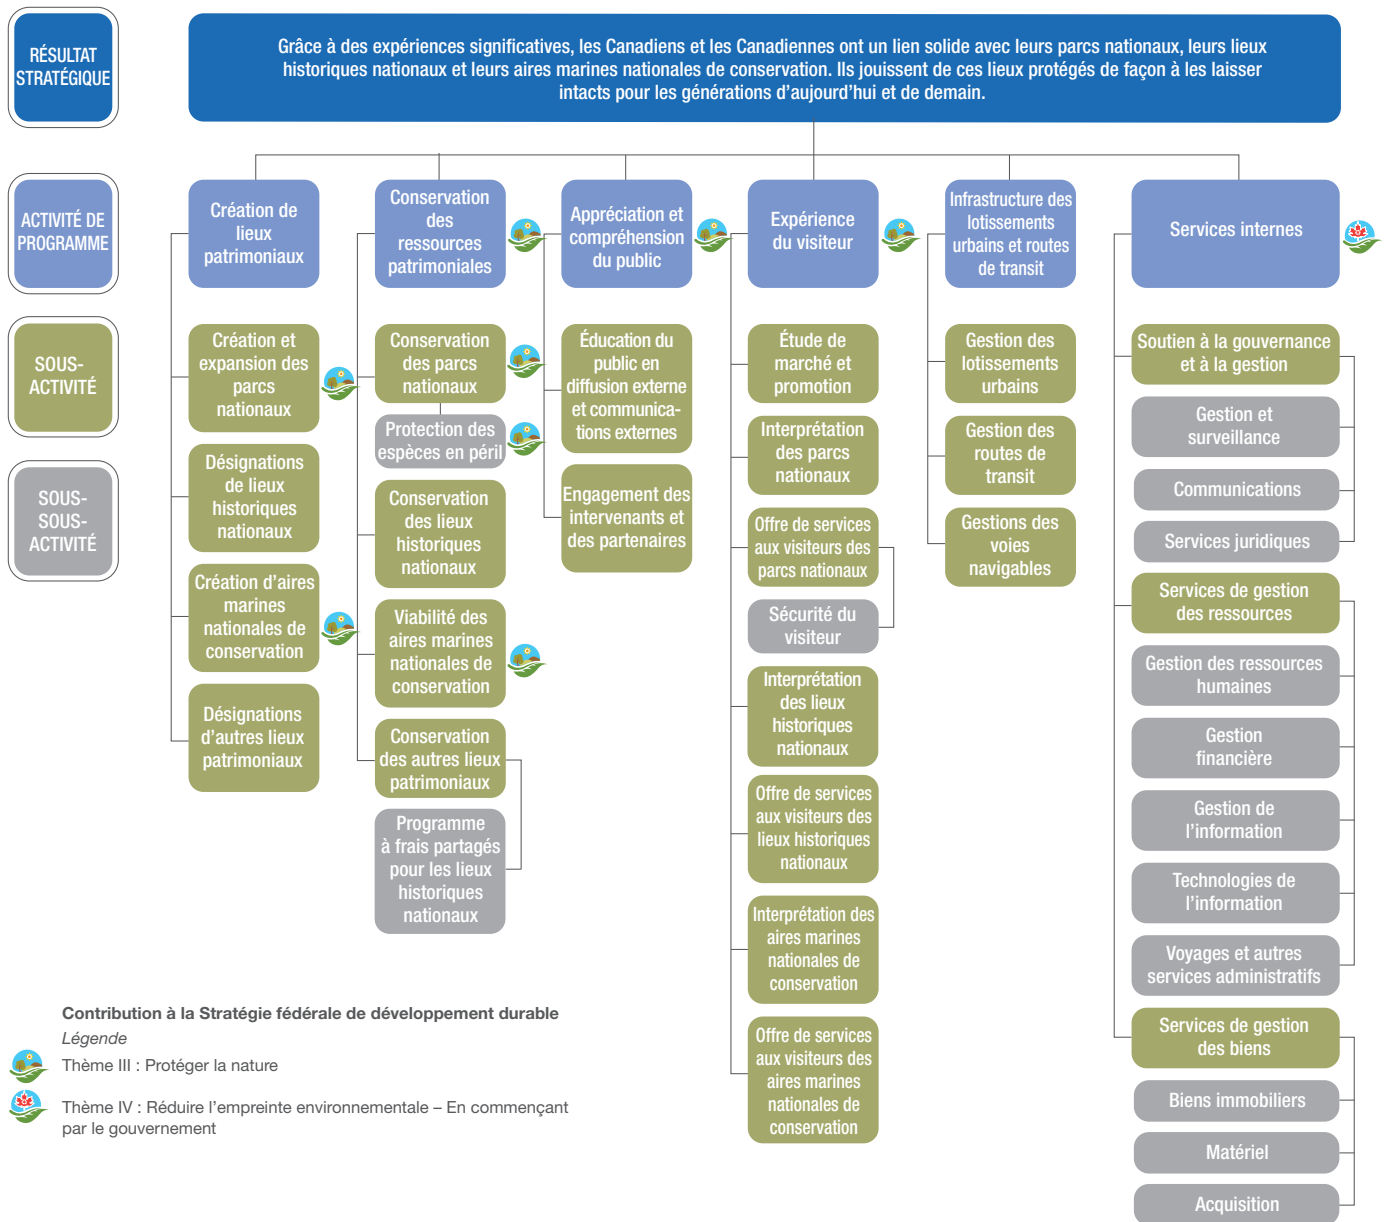 RÉSULTAT
STRATÉGIQUE
Grâce à des expériences significatives, les Canadiens et les Canadiennes ont un lien solide avec leurs parcs nationaux, leurs lieux
historiques nationaux et leurs aires marines nationales de conservation. Ils jouissent de ces lieux protégés de façon à les laisser
intacts pour les générations d'aujourd'hui et de demain.
ACTIVITÉ DE
PROGRAMME
Création de
lieux
patrimoniaux
Conservation
des
ressources
patrimoniales
Appréciation et
compréhension
du public
Expérience
du visiteur
Infrastructure des
lotissements
urbains et routes
de transit
Services internes
SOUS-
ACTIVITÉ
SOUS-
SOUS-
ACTIVITÉ
Création et
expansion des
parcs
nationaux
Désignations
de lieux
historiques
nationaux
Création d'aires
marines
nationales de
conservation
Désignations
d'autres lieux
patrimoniaux
Conservation
des parcs
nationaux
Protection des
espèces en péril
Conservation
des lieux
historiques
nationaux
Viabilité des
aires marines
nationales de
conservation
Conservation
des autres lieux
patrimoniaux
Programme
à frais partagés
pour les lieux
historiques
nationaux
Éducation du
public en
diffusion externe
et communica-
tions externes
Engagement des
intervenants et
des partenaires
Étude de
marché et
promotion
Interprétation
des parcs
nationaux
Offre de services
aux visiteurs des
parcs nationaux
Sécurité du
visiteur
Interprétation
des lieux
historiques
nationaux
Offre de services
aux visiteurs des
lieux historiques
nationaux
Interprétation des
aires marines
nationales de
conservation
Offre de services
aux visiteurs des
aires marines
nationales de
conservation
Gestion des
lotissements
urbains
Gestion des
routes de
transit
Gestions des
voies
navigables
Soutien à la gouvernance
et à la gestion
Gestion et
surveillance
Communications
Services juridiques
Services de gestion
des ressources
Gestion des ressources
humaines
Gestion
financière
Gestion de
l'information
Technologies de
l'information
Voyages et autres
services administratifs
Services de gestion
des biens
Biens immobiliers
Matériel
Acquisition
Contribution à la Stratégie fédérale de développement durable
Légende
Thème III : Protéger la nature
Thème IV : Réduire l'empreinte environnementale – En commençant
par le gouvernement